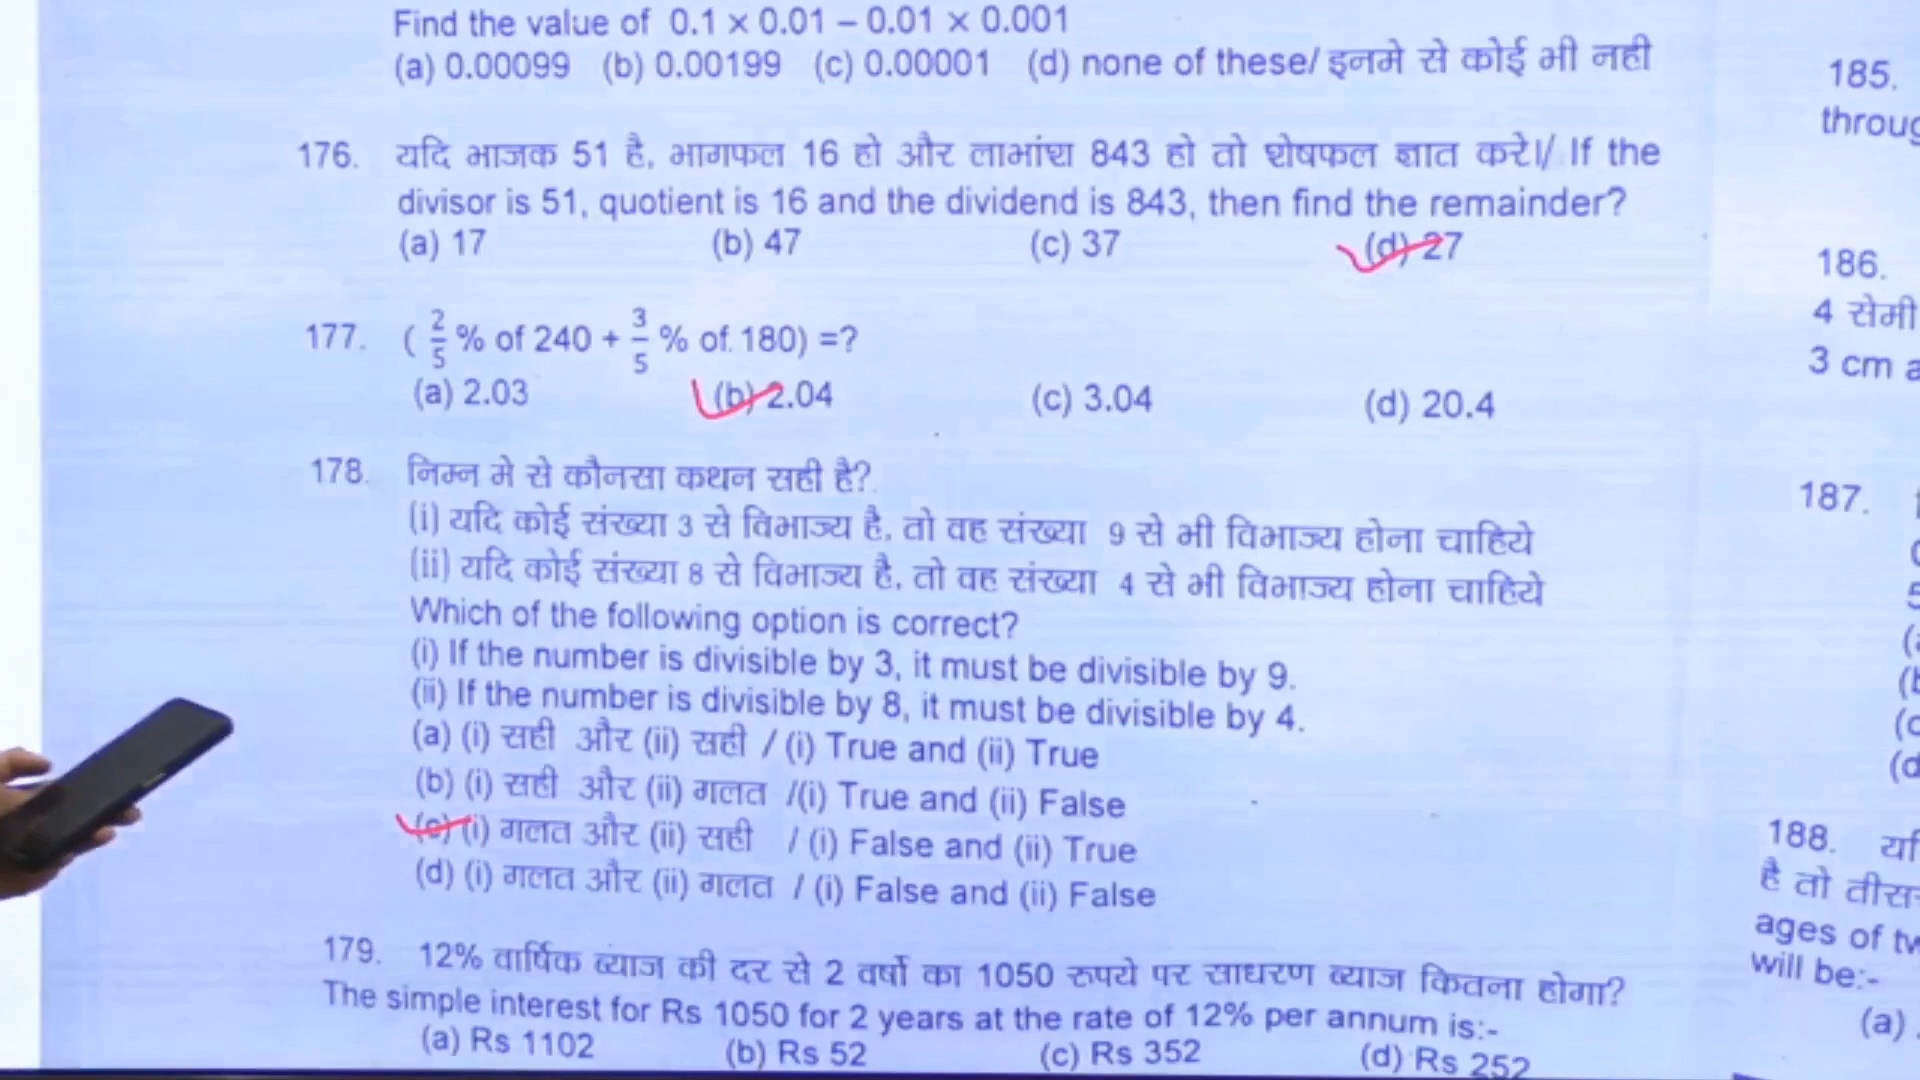 Find the value of 0.1 × 0.01 – 0.01 × 0.001
(a) 0.00099 (b) 0.00199 (c) 0.00001 (d) none of these/ इनमे से कोई भी नही
176. यदि भाजक 51 है, भागफल 16 हो और लाभांश 843 हो तो शेषफल ज्ञात करे।/ If the
divisor is 51, quotient is 16 and the dividend is 843, then find the remainder?
(a) 17 (b) 47 (c) 37 (d) 27
177. ( 2/5 % of 240 + 3/5 % of. 180) =?
(a) 2.03 (b) 2.04 (c) 3.04 (d) 20.4
178. निम्न मे से कौनसा कथन सही है?
(i) यदि कोई संख्या 3 से विभाज्य है, तो वह संख्या 9 से भी विभाज्य होना चाहिये
(ii) यदि कोई संख्या 8 से विभाज्य है, तो वह संख्या 4 से भी विभाज्य होना चाहिये
Which of the following option is correct?
(i) If the number is divisible by 3, it must be divisible by 9.
(ii) If the number is divisible by 8, it must be divisible by 4.
(a) (i) सही और (ii) सही / (i) True and (ii) True
(b) (i) सही और (ii) गलत /(i) True and (ii) False
(c) (i) गलत और (ii) सही / (i) False and (ii) True
(d) (i) गलत और (ii) गलत / (i) False and (ii) False
179. 12% वार्षिक ब्याज की दर से 2 वर्षो का 1050 रूपये पर साधरण ब्याज कितना होगा?
The simple interest for Rs 1050 for 2 years at the rate of 12% per annum is:-
(a) Rs 1102 (b) Rs 52 (c) Rs 352 (d) Rs 252
185.
186.
4 सेमी
3 cm
187.
188.
है तो
ages of
will be:-
(a)